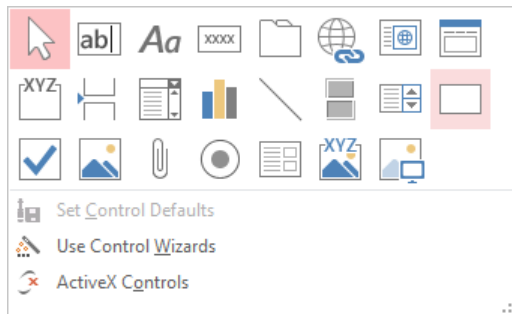 ab Aa xxxx
XYZ
XYZ
Set Control Defaults
Use Control Wizards
ActiveX Controls